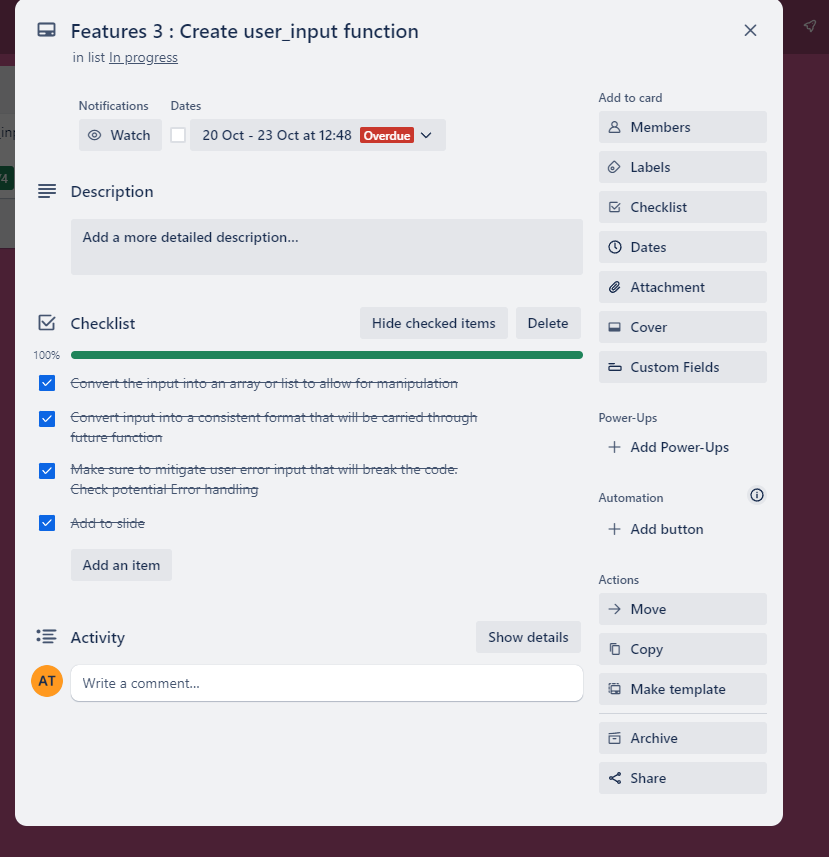 Features 3 : Create user_input function
in list In progress
Notifications
Dates
Watch
20 Oct - 23 Oct at 12:48 Overdue
Description
Add a more detailed description...
Checklist
Hide checked items
Delete
100%
Convert the input into an array or list to allow for manipulation
Convert input into a consistent format that will be carried through
future function
Make sure to mitigate user error input that will break the code.
Check potential Error handling
Add to slide
Add an item
Activity
Show details
AT
Write a comment...
Add to card
Members
Labels
Checklist
Dates
Attachment
Cover
Custom Fields
Power-Ups
Add Power-Ups
Automation
Add button
Actions
Move
Copy
Make template
Archive
Share